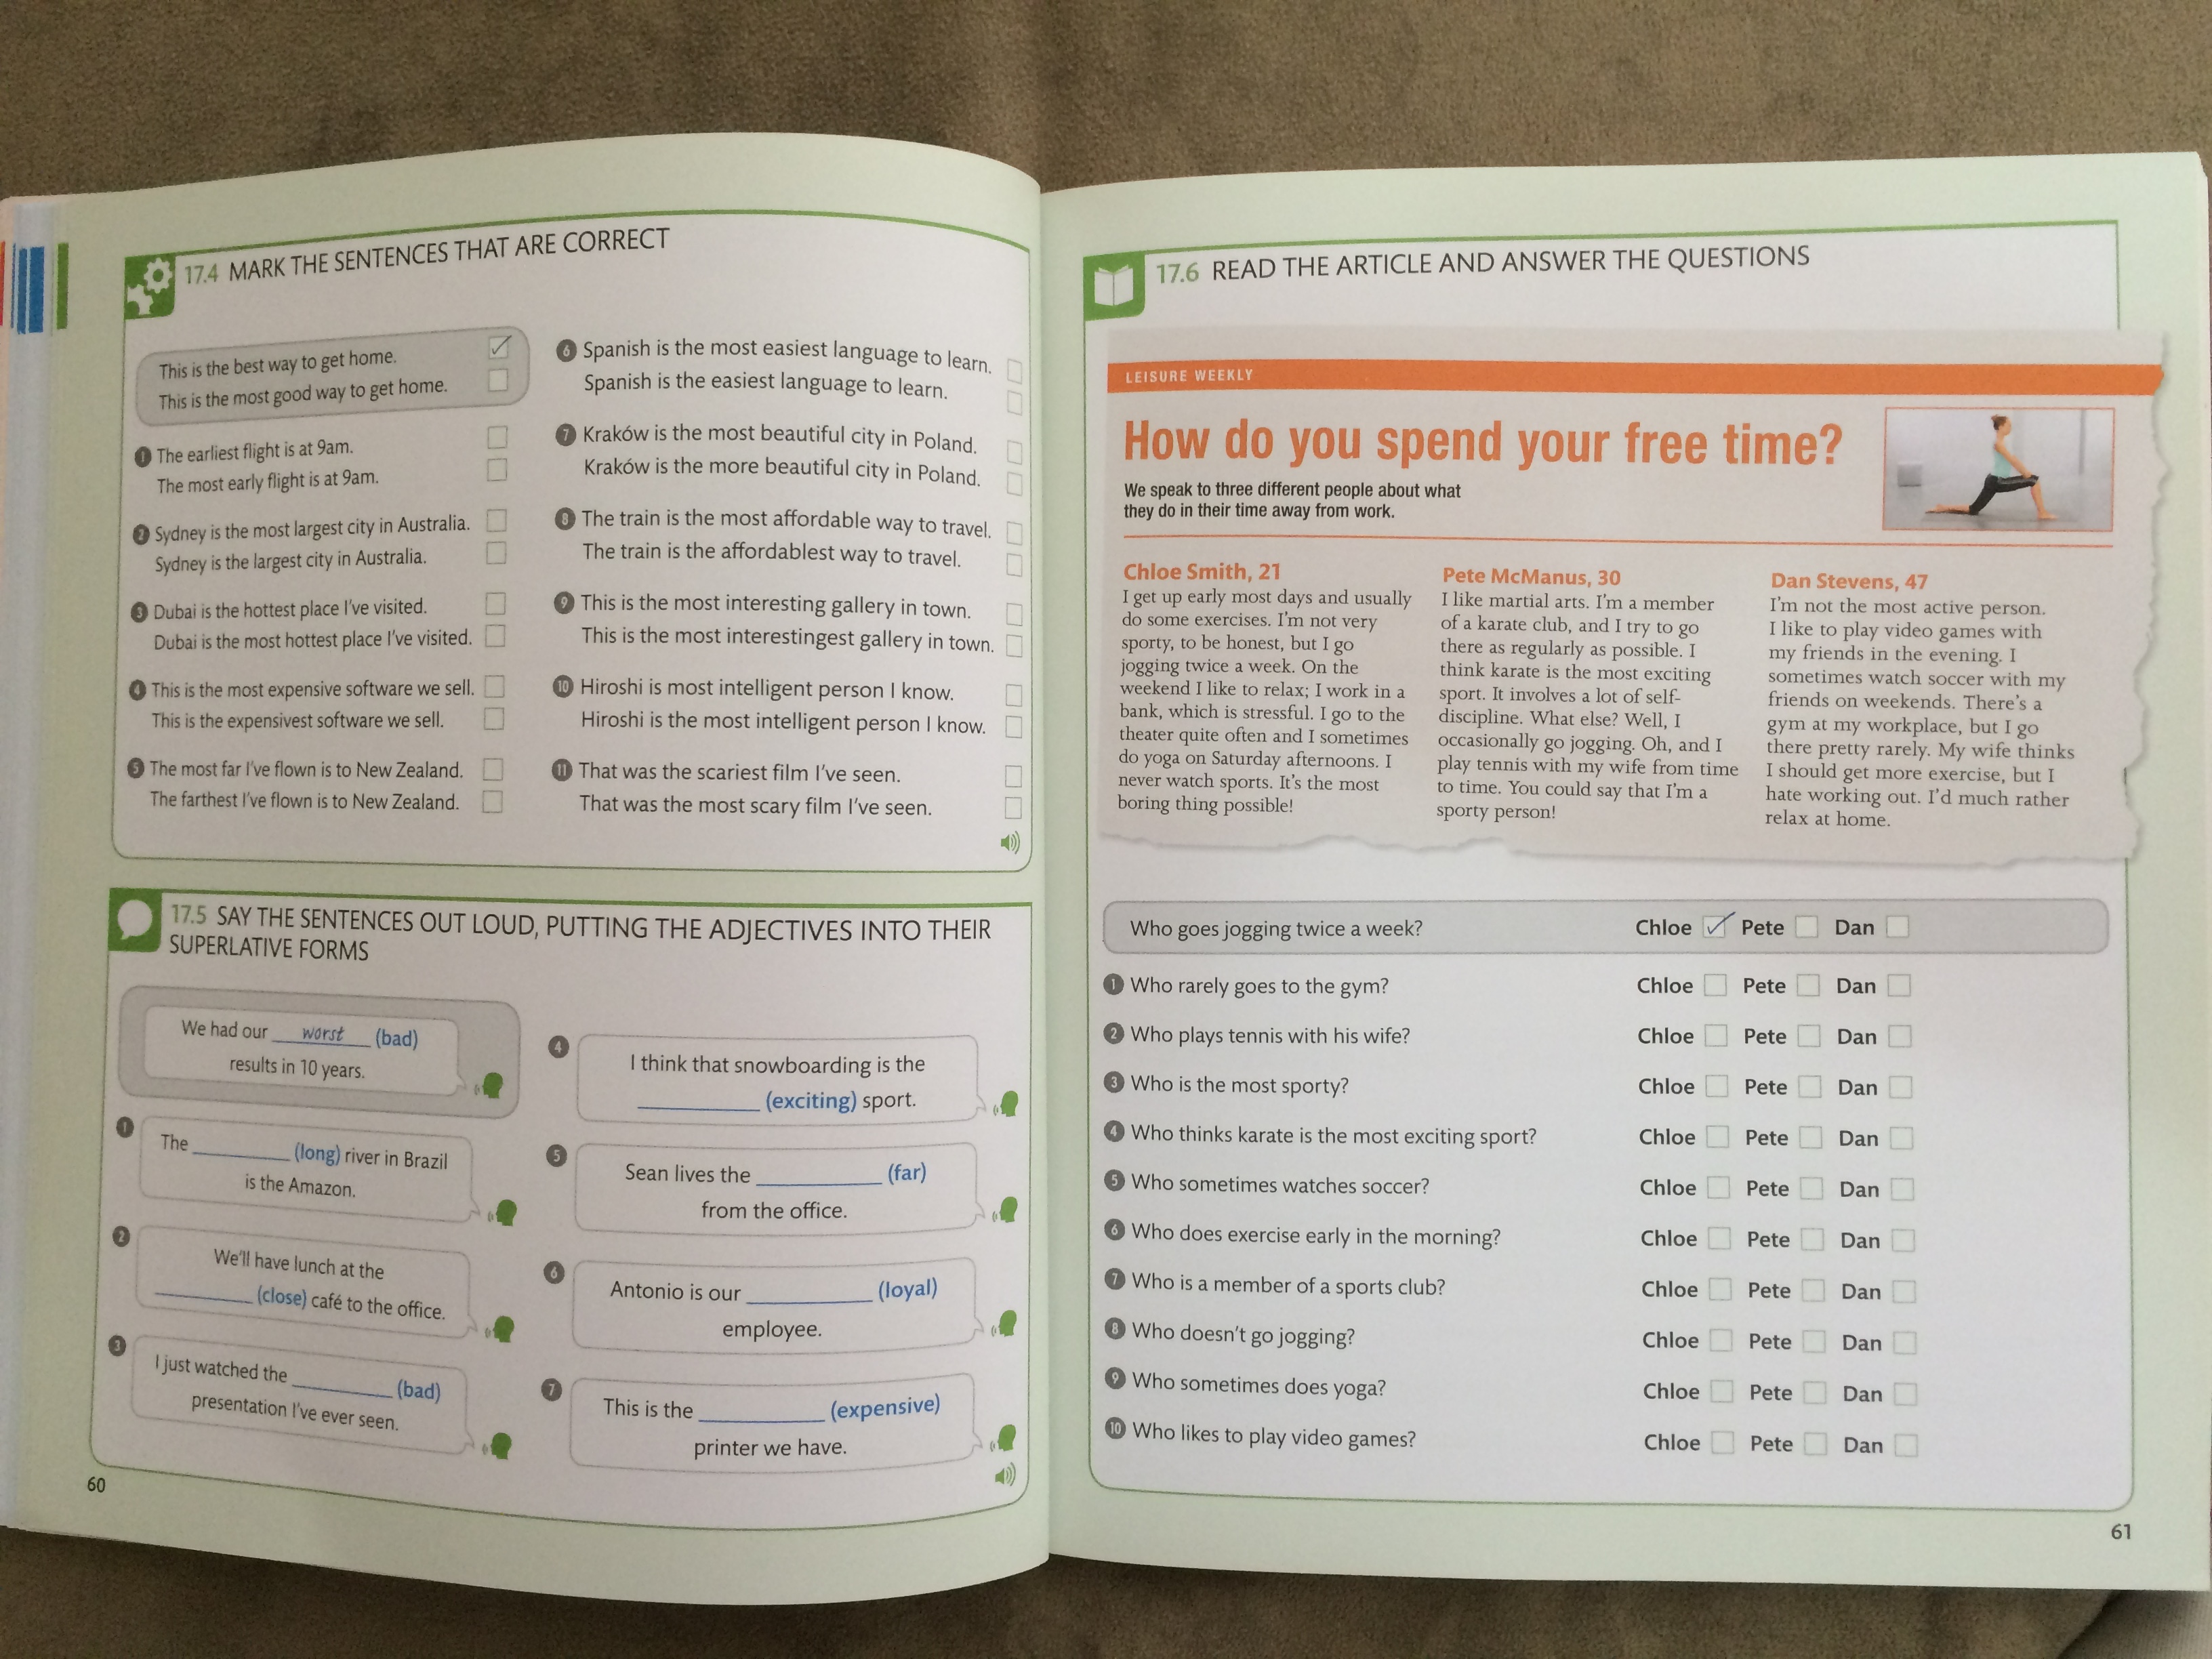 17.4 MARK THE SENTENCES THAT ARE CORRECT
This is the best way to get home.
This is the most good way to get home.
1 The earliest flight is at 9am.
The most early flight is at 9am.
2 Sydney is the most largest city in Australia.
Sydney is the largest city in Australia.
3 Dubai is the hottest place I've visited.
Dubai is the most hottest place I've visited.
4 This is the most expensive software we sell.
This is the expensivest software we sell.
5 The most far I've flown is to New Zealand.
The farthest I've flown is to New Zealand.
6 Spanish is the most easiest language to learn.
Spanish is the easiest language to learn.
7 Kraków is the most beautiful city in Poland.
Kraków is the more beautiful city in Poland.
8 The train is the most affordable way to travel.
The train is the affordablest way to travel.
9 This is the most interesting gallery in town.
This is the most interestingest gallery in town.
10 Hiroshi is most intelligent person I know.
Hiroshi is the most intelligent person I know.
11 That was the scariest film I've seen.
That was the most scary film I've seen.
17.5 SAY THE SENTENCES OUT LOUD, PUTTING THE ADJECTIVES INTO THEIR
SUPERLATIVE FORMS
We had our worst (bad)
results in 10 years.
1 The ________ (long) river in Brazil
is the Amazon.
2 We'll have lunch at the
________ (close) café to the office.
3 I just watched the ________ (bad)
presentation I've ever seen.
4 I think that snowboarding is the
________ (exciting) sport.
5 Sean lives the ________ (far)
from the office.
6 Antonio is our ________ (loyal)
employee.
7 This is the ________ (expensive)
printer we have.
60
17.6 READ THE ARTICLE AND ANSWER THE QUESTIONS
LEISURE WEEKLY
How do you spend your free time?
We speak to three different people about what
they do in their time away from work.
Chloe Smith, 21
I get up early most days and usually
do some exercises. I'm not very
sporty, to be honest, but I go
jogging twice a week. On the
weekend I like to relax; I work in a
bank, which is stressful. I go to the
theater quite often and I sometimes
do yoga on Saturday afternoons. I
never watch sports. It's the most
boring thing possible!
Pete McManus, 30
I like martial arts. I'm a member
of a karate club, and I try to go
there as regularly as possible. I
think karate is the most exciting
sport. It involves a lot of self-
discipline. What else? Well, I
occasionally go jogging. Oh, and I
play tennis with my wife from time
to time. You could say that I'm a
sporty person!
Dan Stevens, 47
I'm not the most active person.
I like to play video games with
my friends in the evening. I
sometimes watch soccer with my
friends on weekends. There's a
gym at my workplace, but I go
there pretty rarely. My wife thinks
I should get more exercise, but I
hate working out. I'd much rather
relax at home.
Who goes jogging twice a week? Chloe Pete Dan
1 Who rarely goes to the gym? Chloe Pete Dan
2 Who plays tennis with his wife? Chloe Pete Dan
3 Who is the most sporty? Chloe Pete Dan
4 Who thinks karate is the most exciting sport? Chloe Pete Dan
5 Who sometimes watches soccer? Chloe Pete Dan
6 Who does exercise early in the morning? Chloe Pete Dan
7 Who is a member of a sports club? Chloe Pete Dan
8 Who doesn't go jogging? Chloe Pete Dan
9 Who sometimes does yoga? Chloe Pete Dan
10 Who likes to play video games? Chloe Pete Dan
61